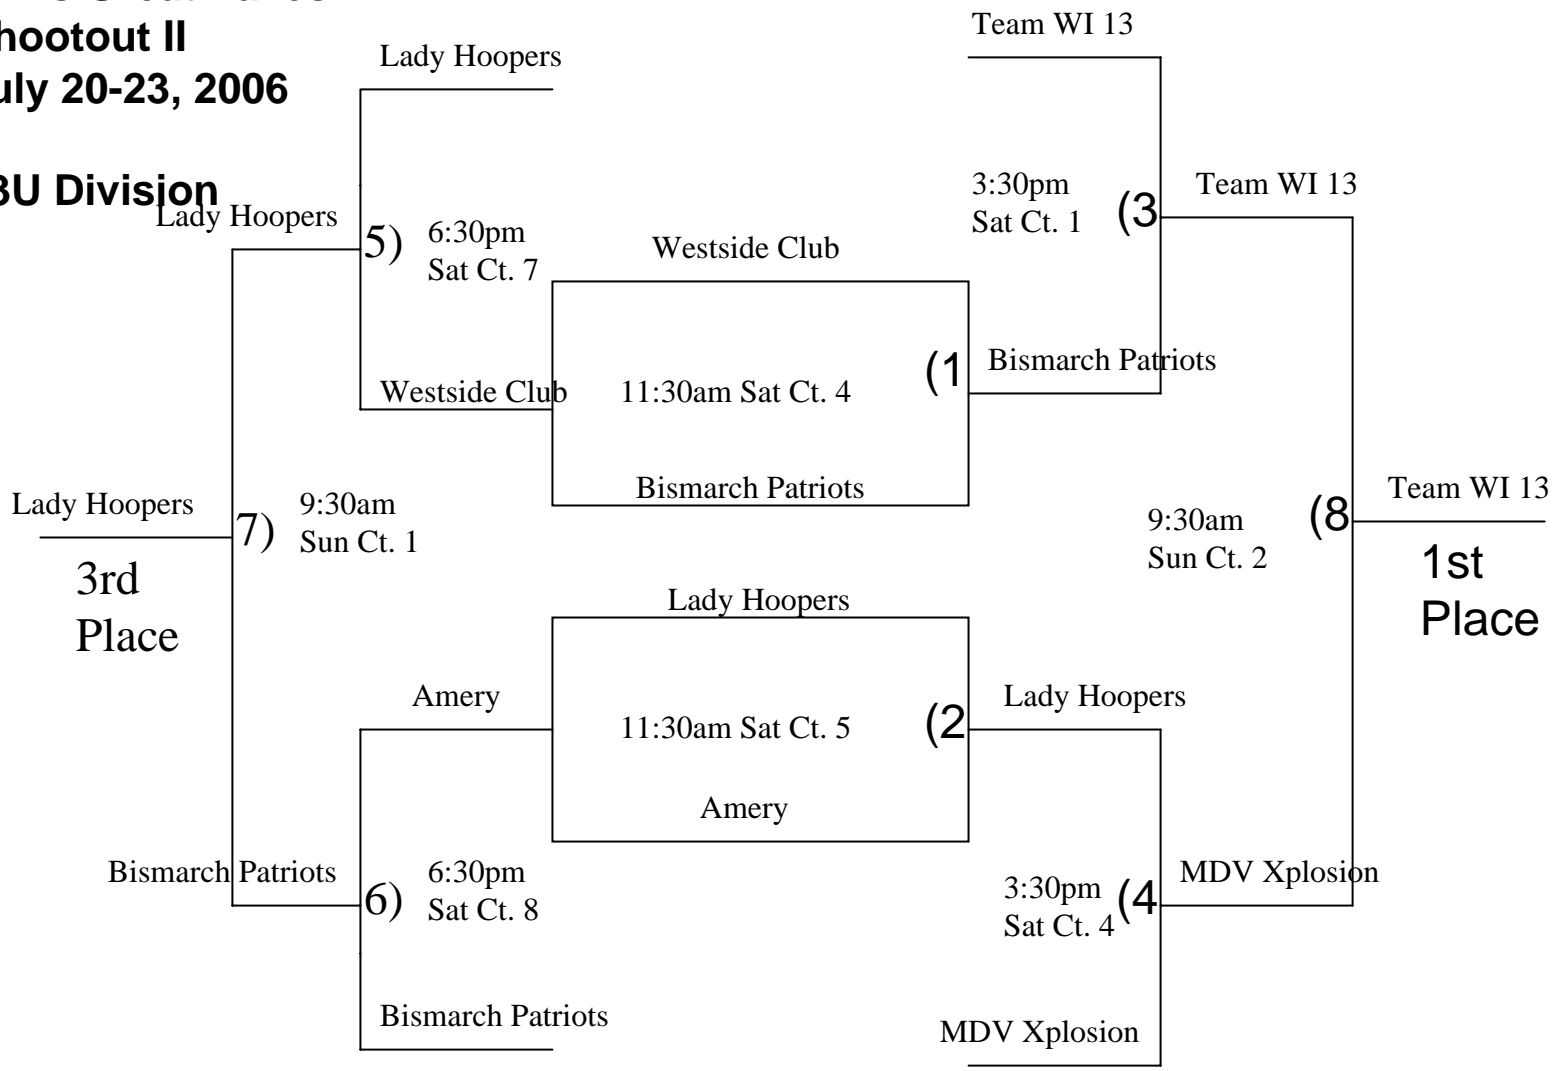 hootout II
uly 20-23, 2006
3U Division
Lady Hoopers
Team WI 13
Lady Hoopers
5)
6:30pm
Sat Ct. 7
Westside Club
3:30pm
Sat Ct. 1
(3
Team WI 13
Westside Club
11:30am Sat Ct. 4
(1
Bismarch Patriots
Bismarch Patriots
Lady Hoopers
7)
9:30am
Sun Ct. 1
3rd
Place
9:30am
Sun Ct. 2
(8
Team WI 13
1st
Place
Lady Hoopers
Amery
11:30am Sat Ct. 5
(2
Lady Hoopers
Amery
Bismarch Patriots
6)
6:30pm
Sat Ct. 8
3:30pm
Sat Ct. 4
(4
MDV Xplosion
Bismarch Patriots
MDV Xplosion